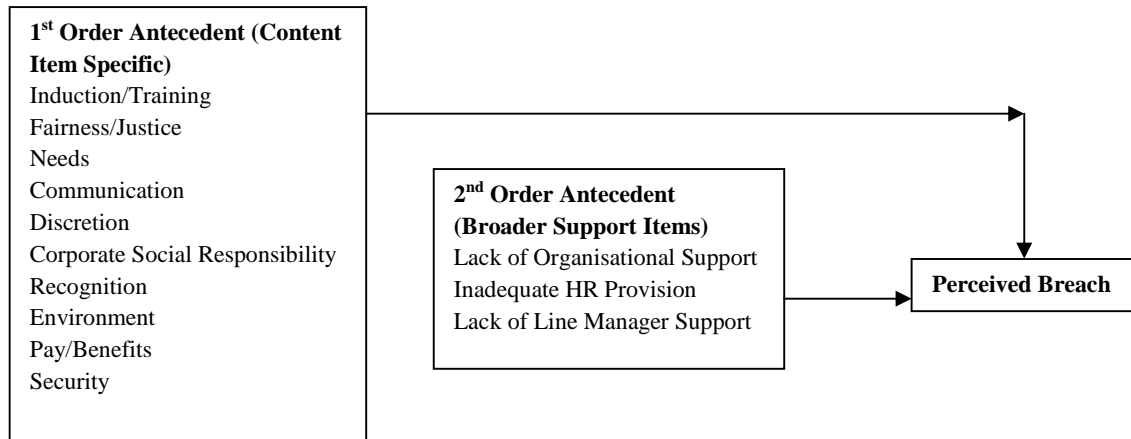 1st Order Antecedent (Content
Item Specific)
Induction/Training
Fairness/Justice
Needs
Communication
Discretion
Corporate Social Responsibility
Recognition
Environment
Pay/Benefits
Security
2nd Order Antecedent
(Broader Support Items)
Lack of Organisational Support
Inadequate HR Provision
Lack of Line Manager Support
Perceived Breach